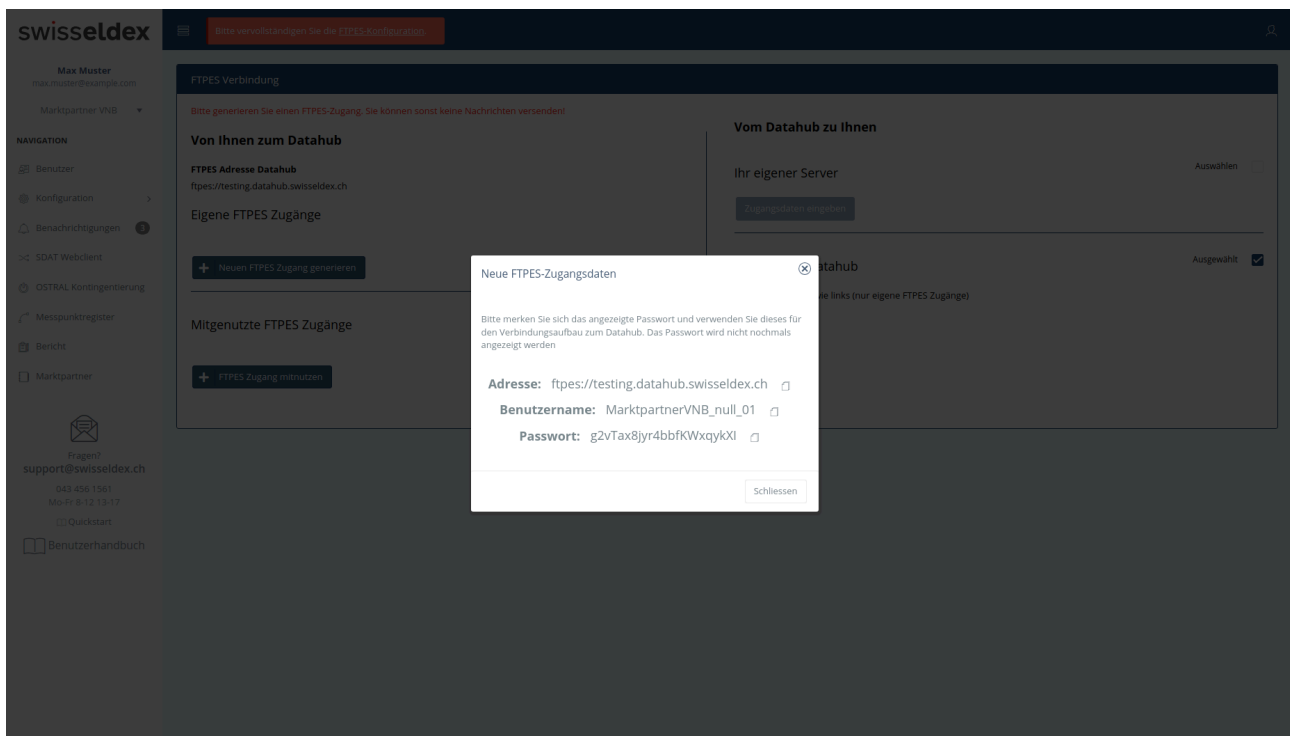 swisseldex
Bitte vervollständigen Sie die FTPES-Konfiguration.
Max Muster
max.muster@example.com
Marktpartner VNB
NAVIGATION
Benutzer
Konfiguration
Benachrichtigungen 3
SDAT Webclient
OSTRAL Kontingentierung
Messpunktregister
Bericht
Marktpartner
Fragen?
support@swisseldex.ch
043 456 1561
Mo-Fr 8-12 13-17
Quickstart
Benutzerhandbuch
FTPES Verbindung
Bitte generieren Sie einen FTPES-Zugang. Sie können sonst keine Nachrichten versenden!
Von Ihnen zum Datahub
FTPES Adresse Datahub
ftpes://testing.datahub.swisseldex.ch
Eigene FTPES Zugänge
Neuen FTPES Zugang generieren
Mitgenutzte FTPES Zugänge
FTPES Zugang mitnutzen
Vom Datahub zu Ihnen
Ihr eigener Server
Auswählen
Zugangsdaten eingeben
atahub
Ausgewählt
wie links (nur eigene FTPES Zugänge)
Neue FTPES-Zugangsdaten
Bitte merken Sie sich das angezeigte Passwort und verwenden Sie dieses für
den Verbindungsaufbau zum Datahub. Das Passwort wird nicht nochmals
angezeigt werden
Adresse: ftpes://testing.datahub.swisseldex.ch
Benutzername: MarktpartnerVNB_null_01
Passwort: g2vTax8jyr4bbfKWxqykXI
Schliessen